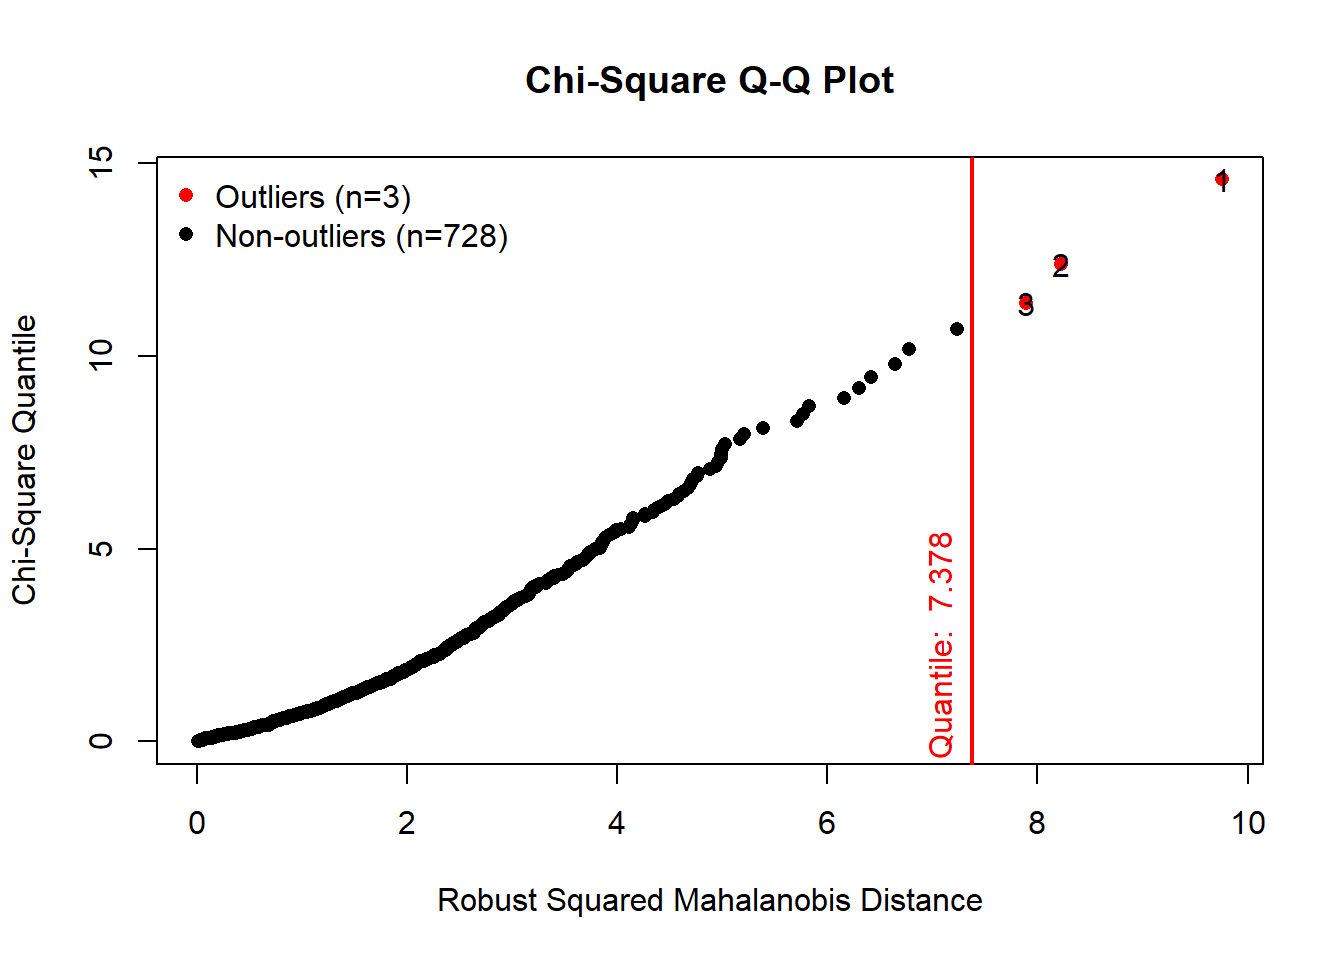 Chi-Square Q-Q Plot
Outliers (n=3)
Non-outliers (n=728)
1
2
3
Quantile:  7.378
Chi-Square Quantile
15
10
5
0
0 2 4 6 8 10
Robust Squared Mahalanobis Distance